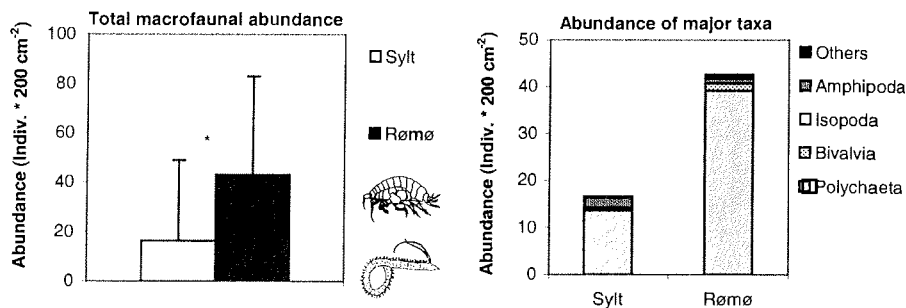 Total macrofaunal abundance
Abundance (Indiv. * 200 cm-2)
100
80
60
40
20
0
*
Sylt
Rømø
Abundance of major taxa
Abundance (Indiv. * 200 cm-2)
50
40
30
20
10
0
Sylt
Rømø
Others
Amphipoda
Isopoda
Bivalvia
Polychaeta